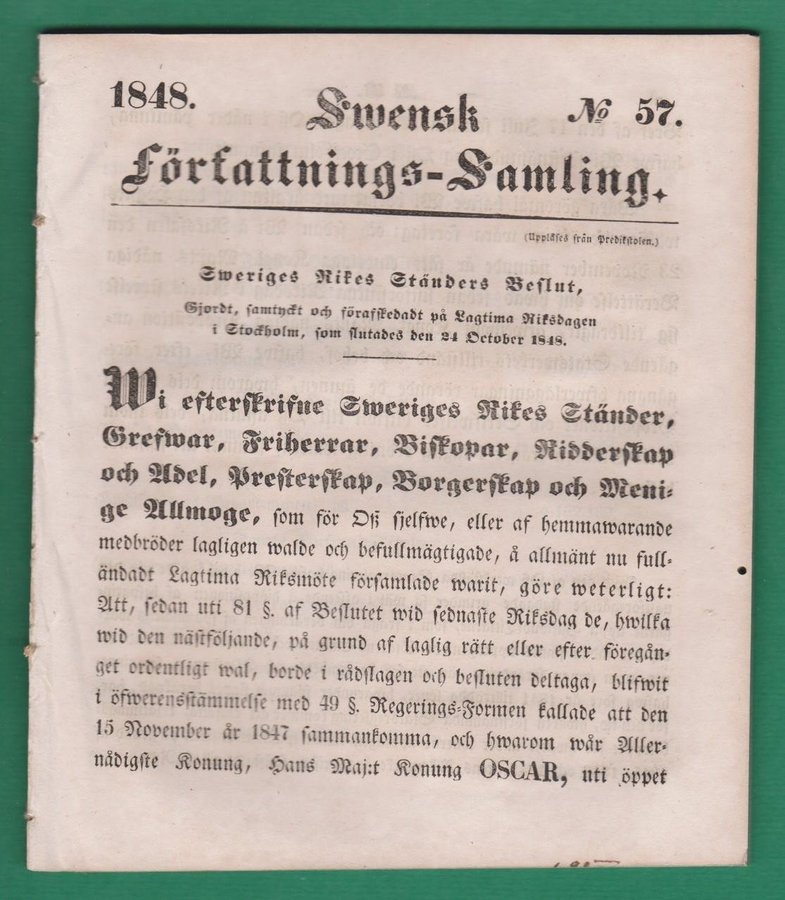 1848.
Swensk
№ 57.
Författnings-Samling.
(Uppläses från Predikstolen.)
Sweriges Rikes Ständers Beslut,
Gjordt, samtyckt och förafskedadt på Lagtima Riksdagen
i Stockholm, som slutades den 24 October 1848.
Wi efterskrifne Sweriges Rikes Ständer,
Grefwar, Friherrar, Biskopar, Ridderskap
och Adel, Presterskap, Borgerskap och Meni-
ge Allmoge, som för Oß sjelfwe, eller af hemmawarande
medbröder lagligen walde och befullmägtigade, å allmänt nu full-
ändadt Lagtima Riksmöte församlade warit, göre weterligt:
Att, sedan uti 81 §. af Beslutet wid sednaste Riksdag de, hwilka
wid den nästföljande, på grund af laglig rätt eller efter föregån-
get ordentligt wal, borde i rådslagen och besluten deltaga, blifwit
i öfwerensstämmelse med 49 §. Regerings-Formen kallade att den
15 November år 1847 sammankomma, och hwarom wår Aller-
nådigste Konung, Hans Maj:t Konung OSCAR, uti öppet